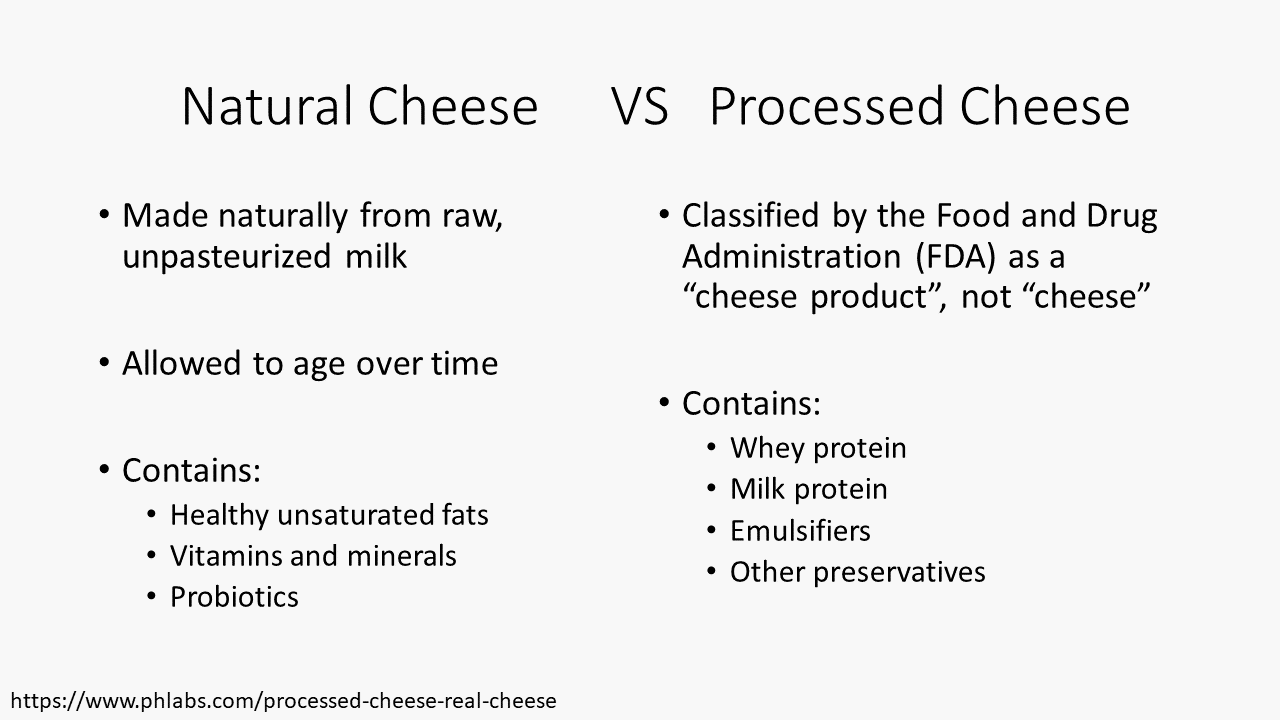 Natural Cheese VS Processed Cheese
• Made naturally from raw,
unpasteurized milk
• Allowed to age over time
• Contains:
• Healthy unsaturated fats
• Vitamins and minerals
• Probiotics
• Classified by the Food and Drug
Administration (FDA) as a
“cheese product”, not “cheese”
• Contains:
• Whey protein
• Milk protein
• Emulsifiers
• Other preservatives
https://www.phlabs.com/processed-cheese-real-cheese